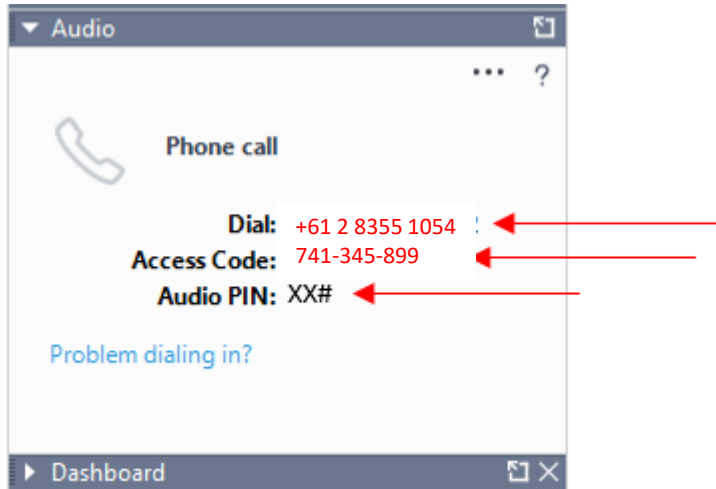 Audio
... ?
Phone call
Dial: +61 2 8355 1054
Access Code: 741-345-899
Audio PIN: XX#
Problem dialing in?
Dashboard